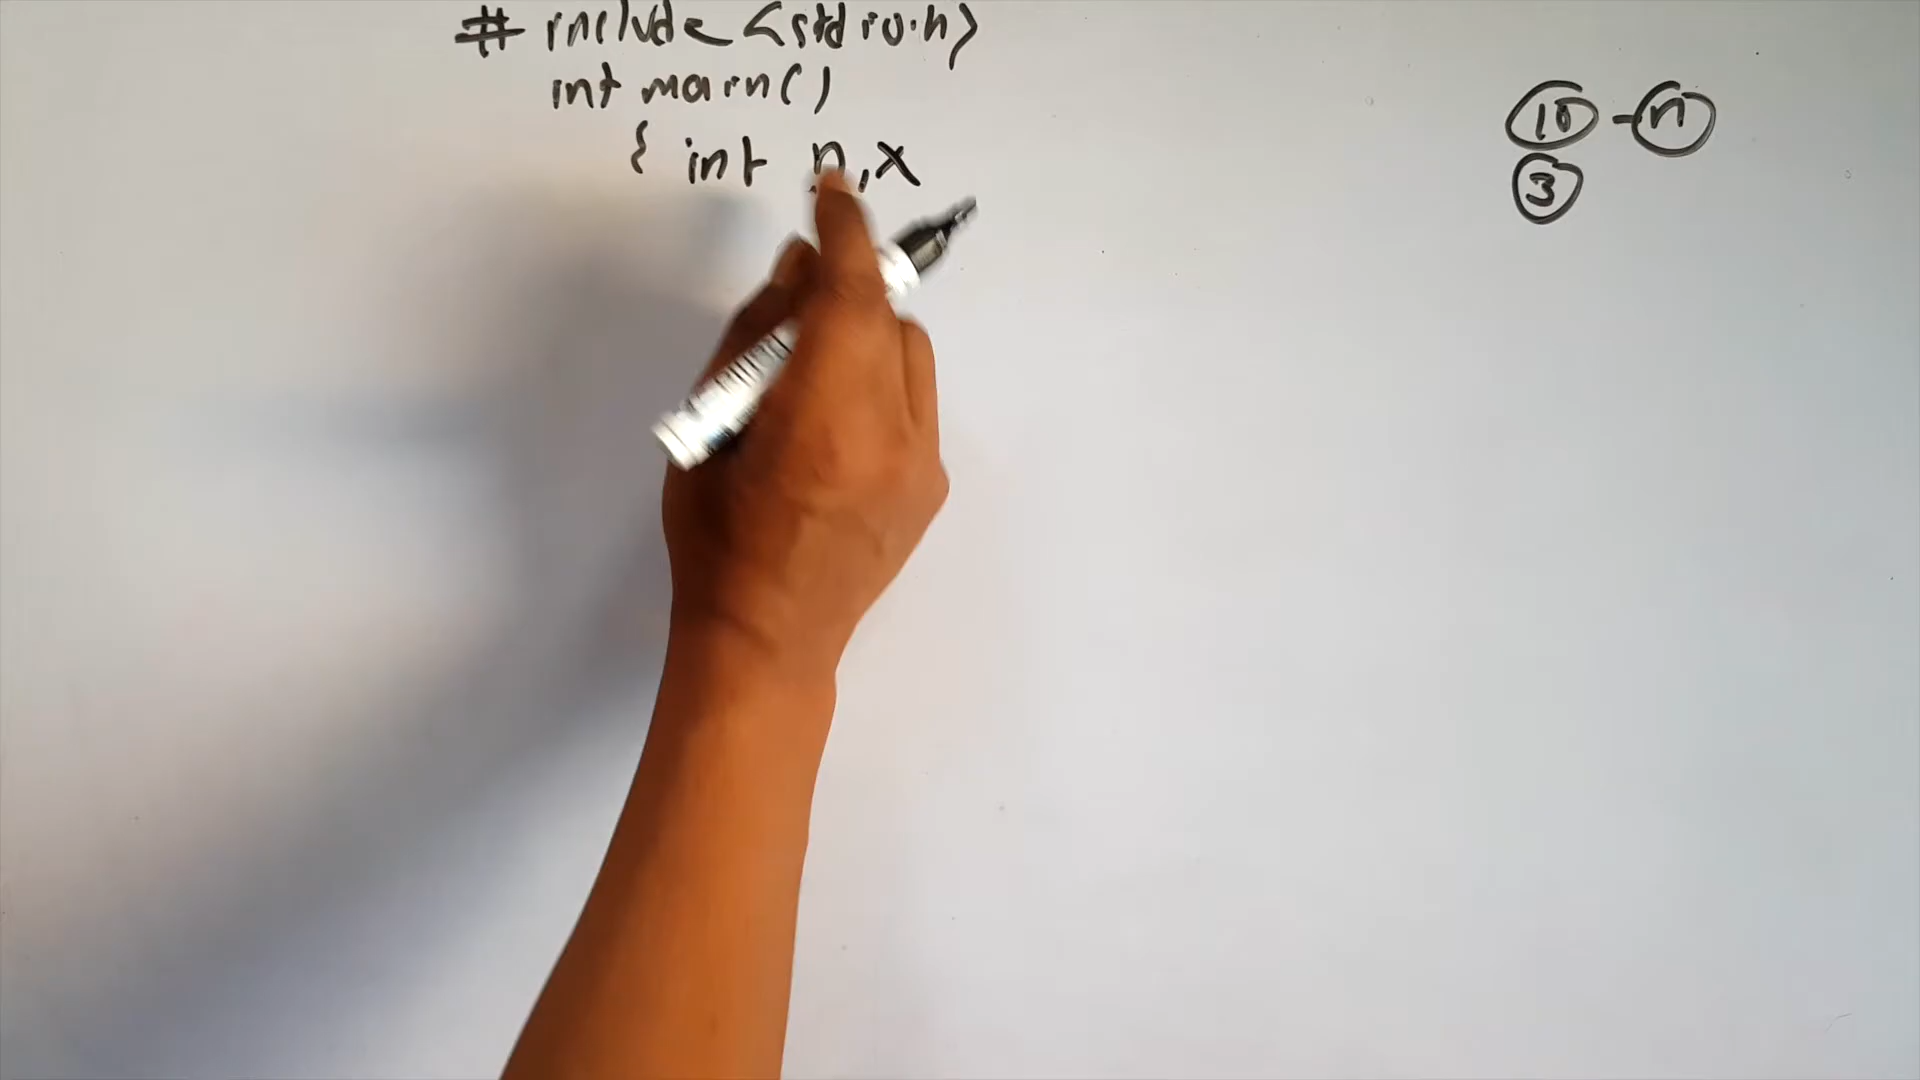 # include <stdio.h>
int main()
{ int n,x
10 - n
3